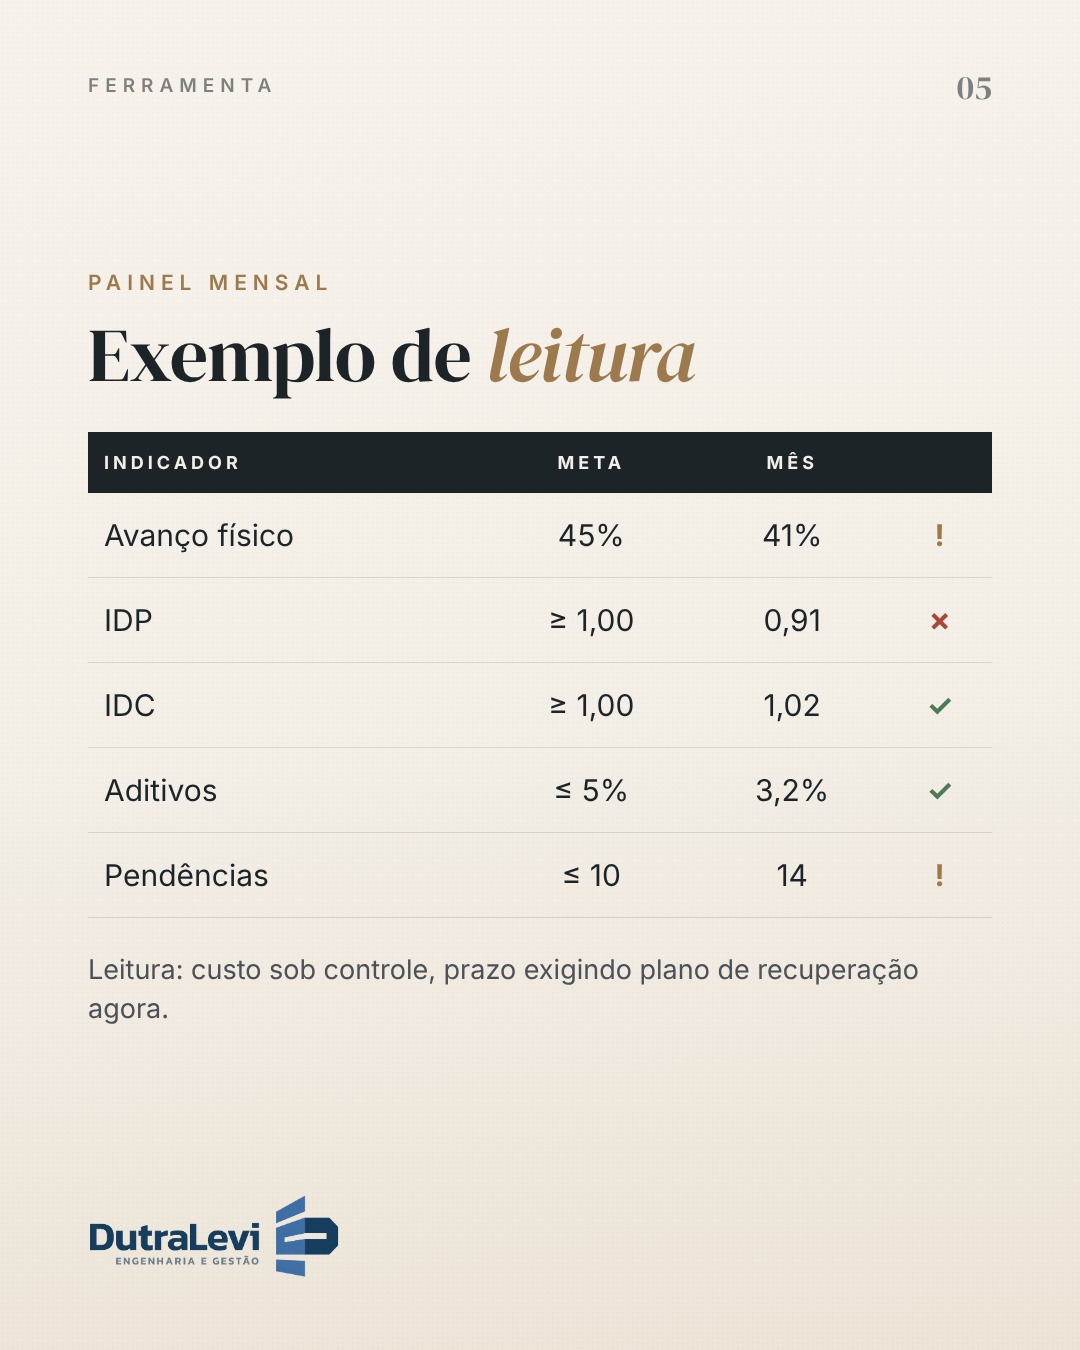 FERRAMENTA 05
PAINEL MENSAL
Exemplo de leitura
INDICADOR META MÊS
Avanço físico 45% 41% !
IDP ≥ 1,00 0,91 ×
IDC ≥ 1,00 1,02 ✓
Aditivos ≤ 5% 3,2% ✓
Pendências ≤ 10 14 !
Leitura: custo sob controle, prazo exigindo plano de recuperação
agora.
DutraLevi
ENGENHARIA E GESTÃO